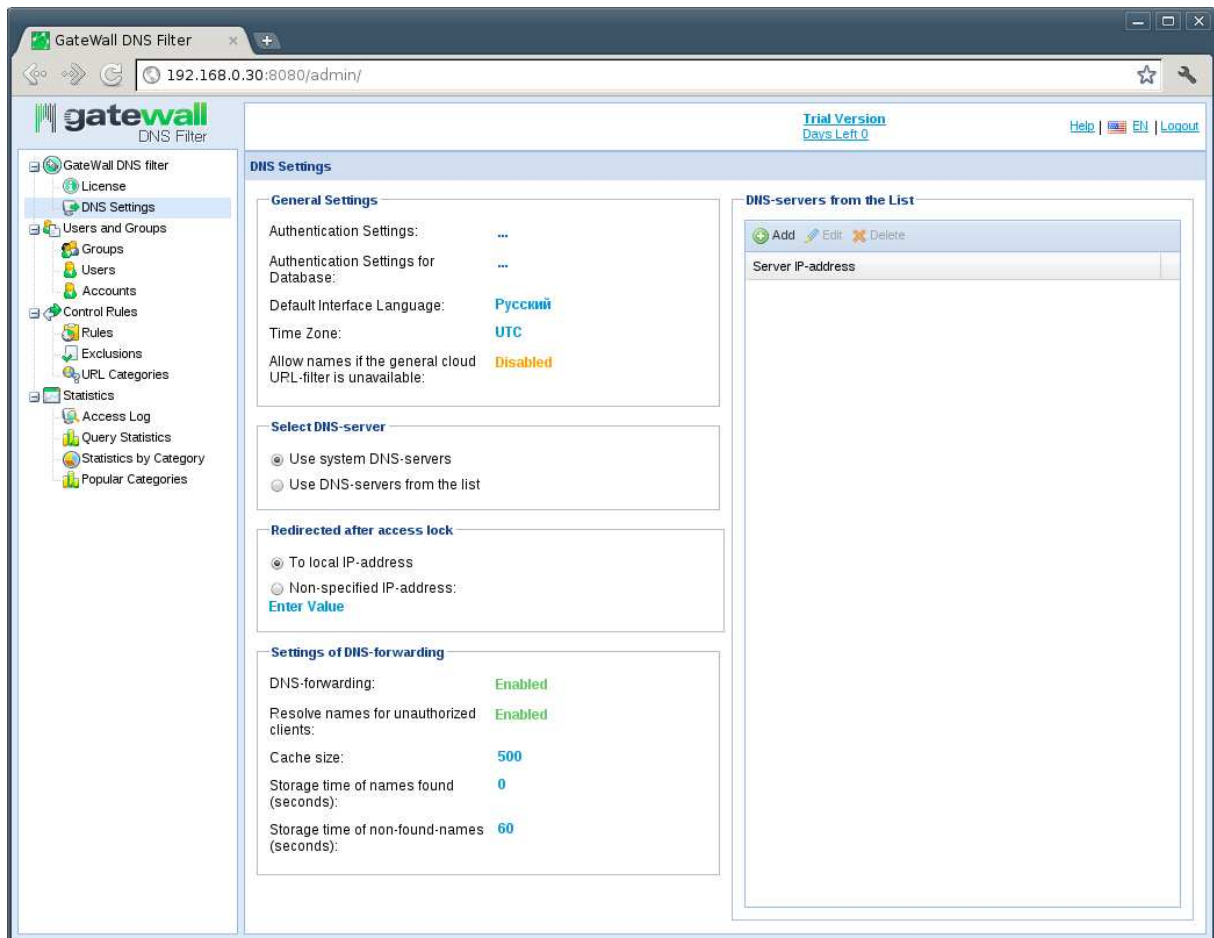 GateWall DNS Filter
192.168.0.30:8080/admin/
gatewall
DNS Filter
Trial Version
Days Left 0
Help | EN | Logout
GateWall DNS filter
License
DNS Settings
Users and Groups
Groups
Users
Accounts
Control Rules
Rules
Exclusions
URL Categories
Statistics
Access Log
Query Statistics
Statistics by Category
Popular Categories
DNS Settings
General Settings
Authentication Settings: ...
Authentication Settings for ...
Database:
Default Interface Language: Русский
Time Zone: UTC
Allow names if the general cloud Disabled
URL-filter is unavailable:
Select DNS-server
Use system DNS-servers
Use DNS-servers from the list
Redirected after access lock
To local IP-address
Non-specified IP-address:
Enter Value
Settings of DNS-forwarding
DNS-forwarding: Enabled
Resolve names for unauthorized Enabled
clients:
Cache size: 500
Storage time of names found 0
(seconds):
Storage time of non-found-names 60
(seconds):
DNS-servers from the List
Add Edit Delete
Server IP-address